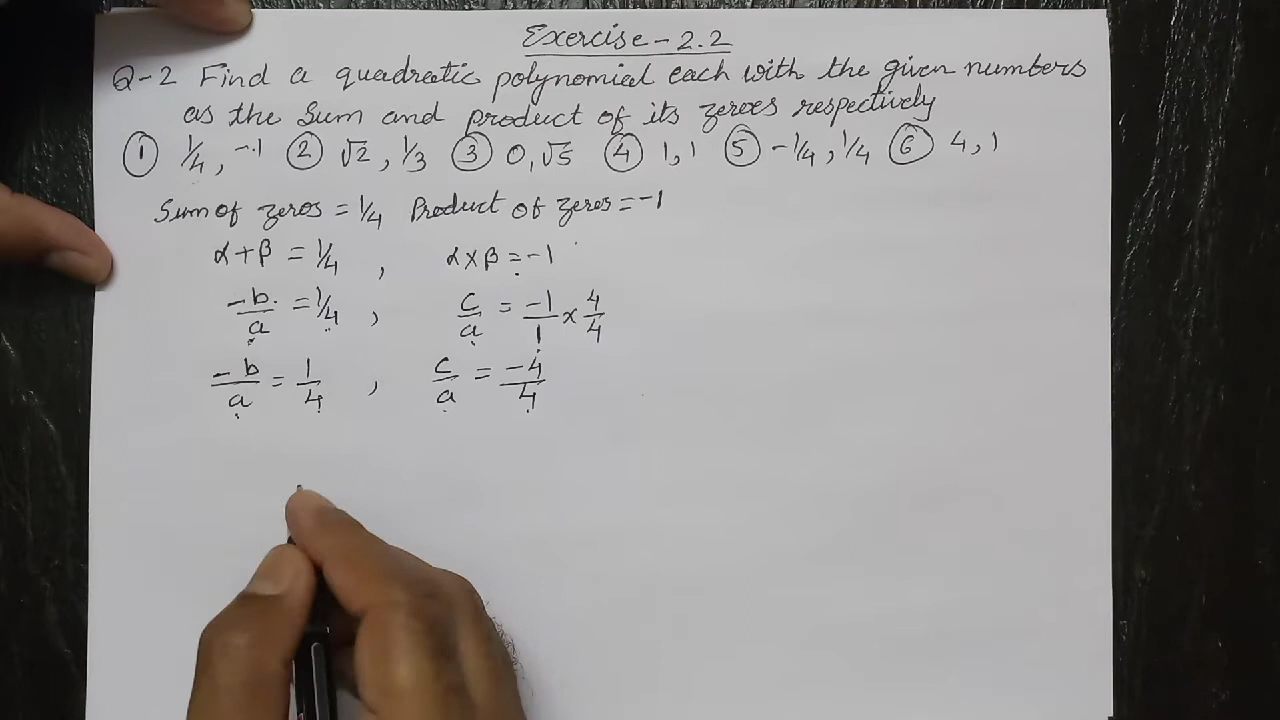 Exercise-2.2
Q-2 Find a quadratic polynomial each with the given numbers
as the sum and product of its zeroes respectively
① 1/4, -1 ② √2, 1/3 ③ 0, √5 ④ 1, 1 ⑤ -1/4, 1/4 ⑥ 4, 1
Sum of zeros = 1/4 Product of zeros = -1
α+β = 1/4 , α×β = -1
-b/a = 1/4 , c/a = -1/1 × 4/4
-b/a = 1/4 , c/a = -4/4